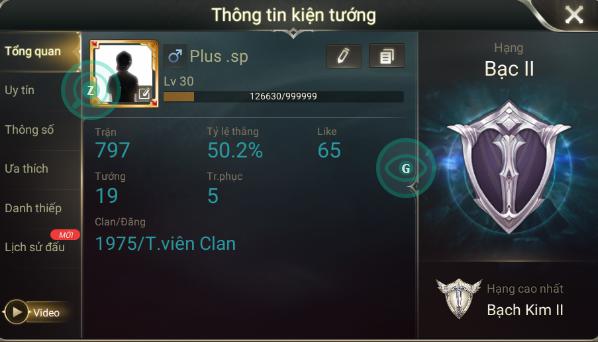 Thông tin kiện tướng
Tổng quan
Uy tín
Thông số
Ưa thích
Danh thiếp
MỚI
Lịch sử đấu
Video
Z
Plus .sp
Lv 30
126630/999999
Trận
Tỷ lệ thắng
Like
797
50.2%
65
Tướng
Tr.phục
19
5
Clan/Đăng
1975/T.viên Clan
G
Hạng
Bạc II
Hạng cao nhất
Bạch Kim II